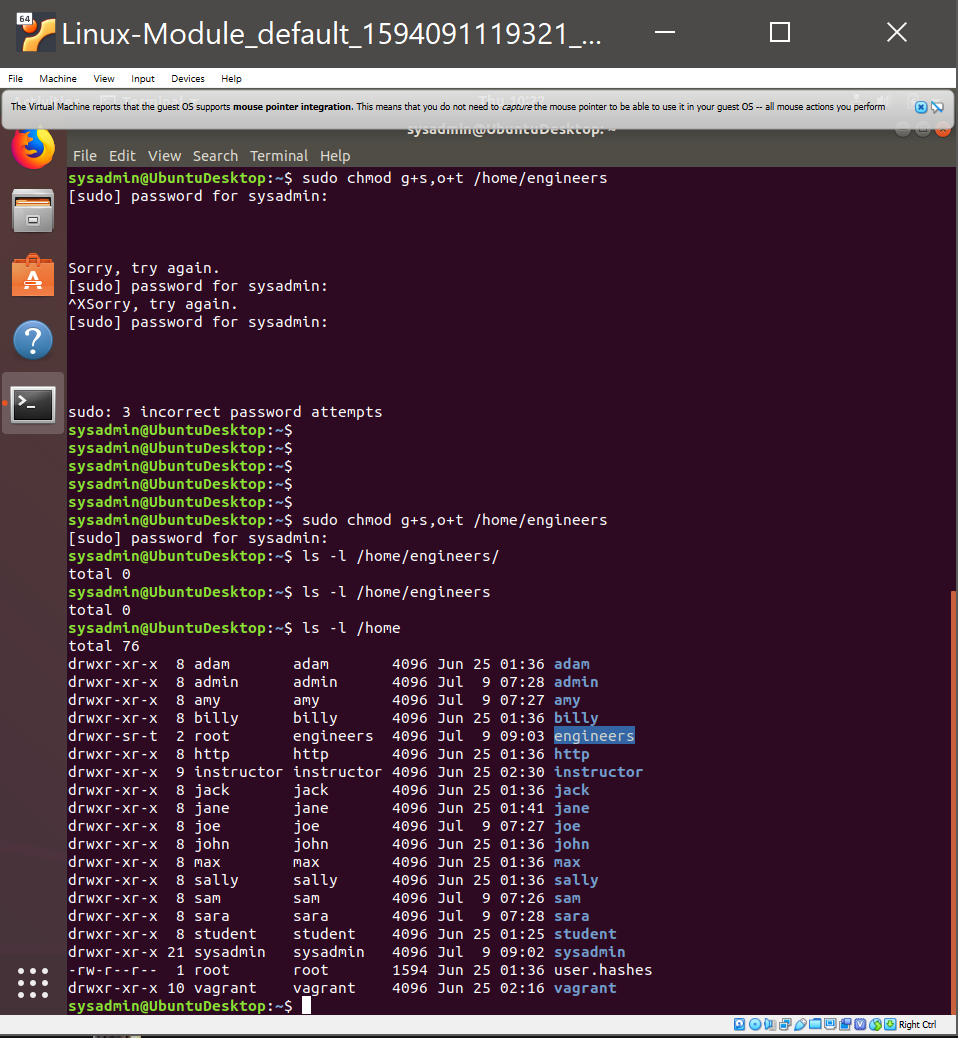 64
Linux-Module_default_1594091119321_...
File Machine View Input Devices Help
The Virtual Machine reports that the guest OS supports mouse pointer integration. This means that you do not need to capture the mouse pointer to be able to use it in your guest OS -- all mouse actions you perform
sysadmin@UbuntuDesktop: ~
File Edit View Search Terminal Help
sysadmin@UbuntuDesktop:~$ sudo chmod g+s,o+t /home/engineers
[sudo] password for sysadmin:
Sorry, try again.
[sudo] password for sysadmin:
^XSorry, try again.
[sudo] password for sysadmin:
sudo: 3 incorrect password attempts
sysadmin@UbuntuDesktop:~$
sysadmin@UbuntuDesktop:~$
sysadmin@UbuntuDesktop:~$
sysadmin@UbuntuDesktop:~$
sysadmin@UbuntuDesktop:~$
sysadmin@UbuntuDesktop:~$ sudo chmod g+s,o+t /home/engineers
[sudo] password for sysadmin:
sysadmin@UbuntuDesktop:~$ ls -l /home/engineers/
total 0
sysadmin@UbuntuDesktop:~$ ls -l /home/engineers
total 0
sysadmin@UbuntuDesktop:~$ ls -l /home
total 76
drwxr-xr-x 8 adam adam 4096 Jun 25 01:36 adam
drwxr-xr-x 8 admin admin 4096 Jul 9 07:28 admin
drwxr-xr-x 8 amy amy 4096 Jul 9 07:27 amy
drwxr-xr-x 8 billy billy 4096 Jun 25 01:36 billy
drwxr-sr-t 2 root engineers 4096 Jul 9 09:03 engineers
drwxr-xr-x 8 http http 4096 Jun 25 01:36 http
drwxr-xr-x 9 instructor instructor 4096 Jun 25 02:30 instructor
drwxr-xr-x 8 jack jack 4096 Jun 25 01:36 jack
drwxr-xr-x 8 jane jane 4096 Jun 25 01:41 jane
drwxr-xr-x 8 joe joe 4096 Jul 9 07:27 joe
drwxr-xr-x 8 john john 4096 Jun 25 01:36 john
drwxr-xr-x 8 max max 4096 Jun 25 01:36 max
drwxr-xr-x 8 sally sally 4096 Jun 25 01:36 sally
drwxr-xr-x 8 sam sam 4096 Jul 9 07:26 sam
drwxr-xr-x 8 sara sara 4096 Jul 9 07:28 sara
drwxr-xr-x 8 student student 4096 Jun 25 01:25 student
drwxr-xr-x 21 sysadmin sysadmin 4096 Jul 9 09:02 sysadmin
-rw-r--r-- 1 root root 1594 Jun 25 01:36 user.hashes
drwxr-xr-x 10 vagrant vagrant 4096 Jun 25 02:16 vagrant
sysadmin@UbuntuDesktop:~$
Right Ctrl